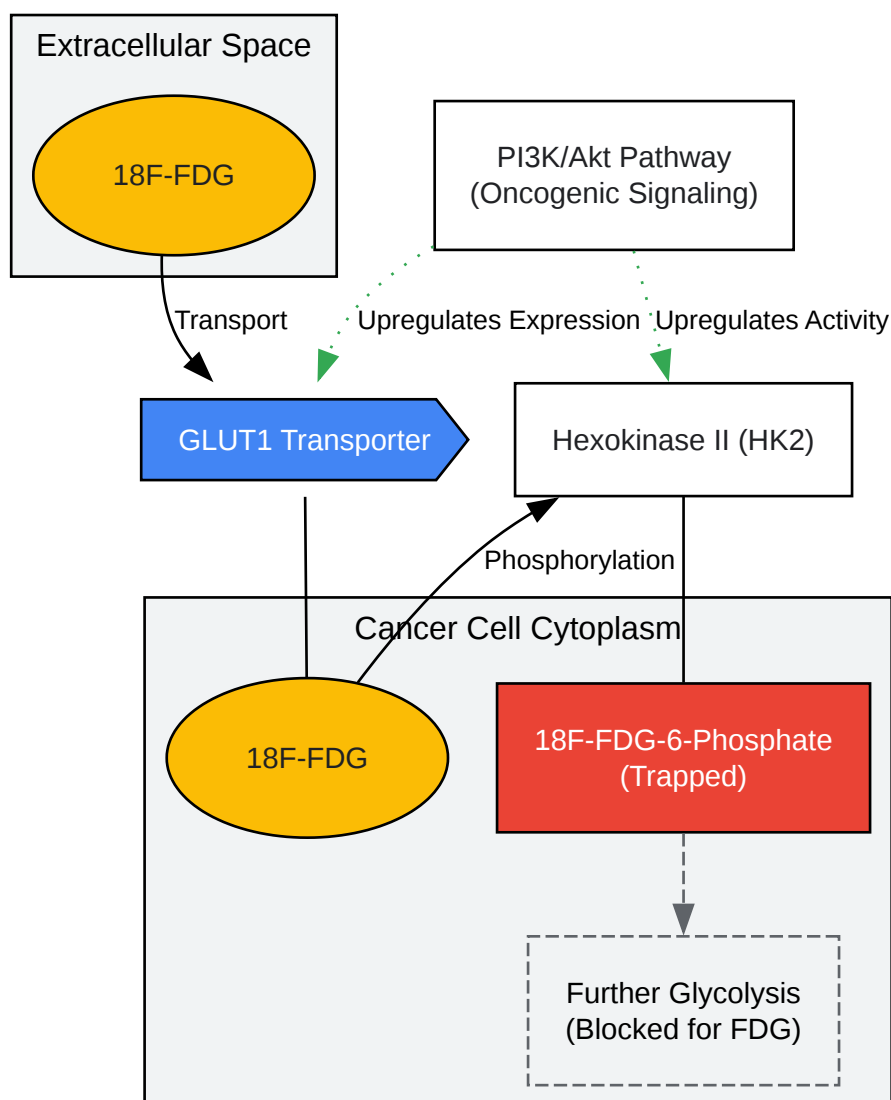 Extracellular Space
18F-FDG
PI3K/Akt Pathway
(Oncogenic Signaling)
Transport
Upregulates Expression
Upregulates Activity
GLUT1 Transporter
Hexokinase II (HK2)
Phosphorylation
Cancer Cell Cytoplasm
18F-FDG
18F-FDG-6-Phosphate
(Trapped)
Further Glycolysis
(Blocked for FDG)